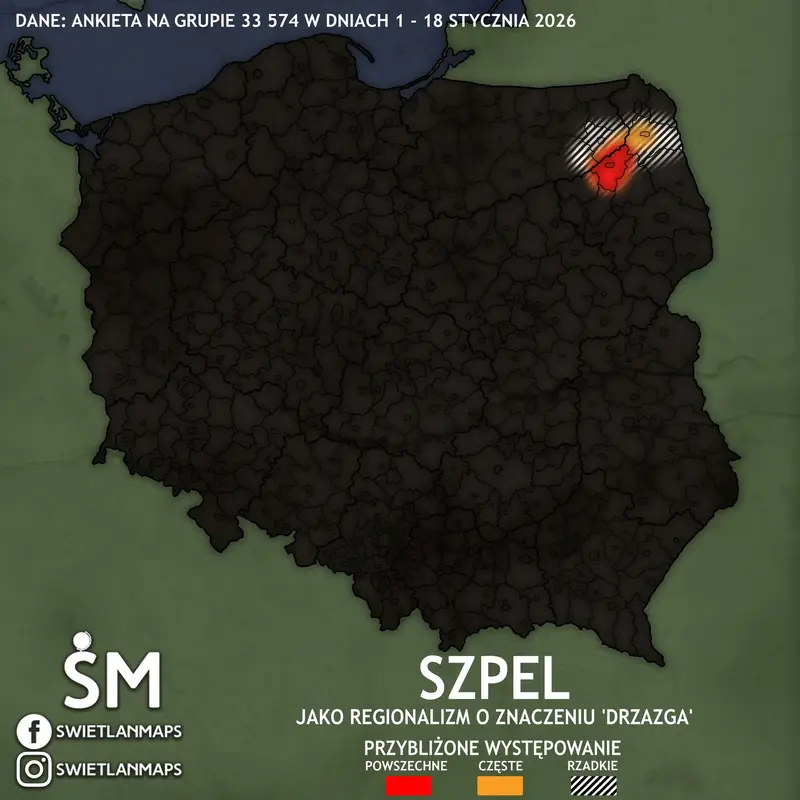 DANE: ANKIETA NA GRUPIE 33 574 W DNIACH 1 - 18 STYCZNIA 2026
ŚM
SWIETLANMAPS
SWIETLANMAPS
SZPEL
JAKO REGIONALIZM O ZNACZENIU 'DRZAZGA'
PRZYBLIŻONE WYSTĘPOWANIE
POWSZECHNE CZĘSTE RZADKIE